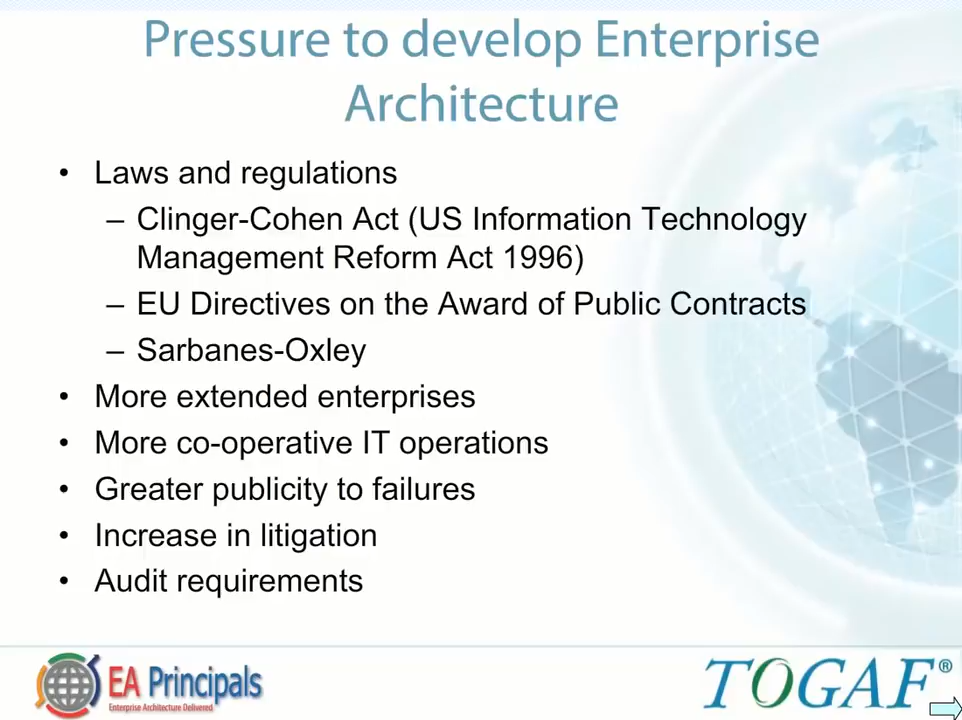 Pressure to develop Enterprise
Architecture
• Laws and regulations
– Clinger-Cohen Act (US Information Technology
Management Reform Act 1996)
– EU Directives on the Award of Public Contracts
– Sarbanes-Oxley
• More extended enterprises
• More co-operative IT operations
• Greater publicity to failures
• Increase in litigation
• Audit requirements
EA Principals
Enterprise Architecture Delivered
TOGAF®